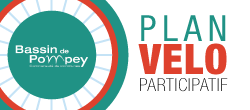 Bassin de
Pompey
PLAN
VELO
PARTICIPATIF